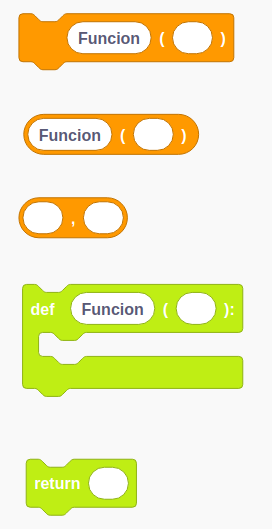 Funcion ( )
Funcion ( )
,
def Funcion ( ):
return